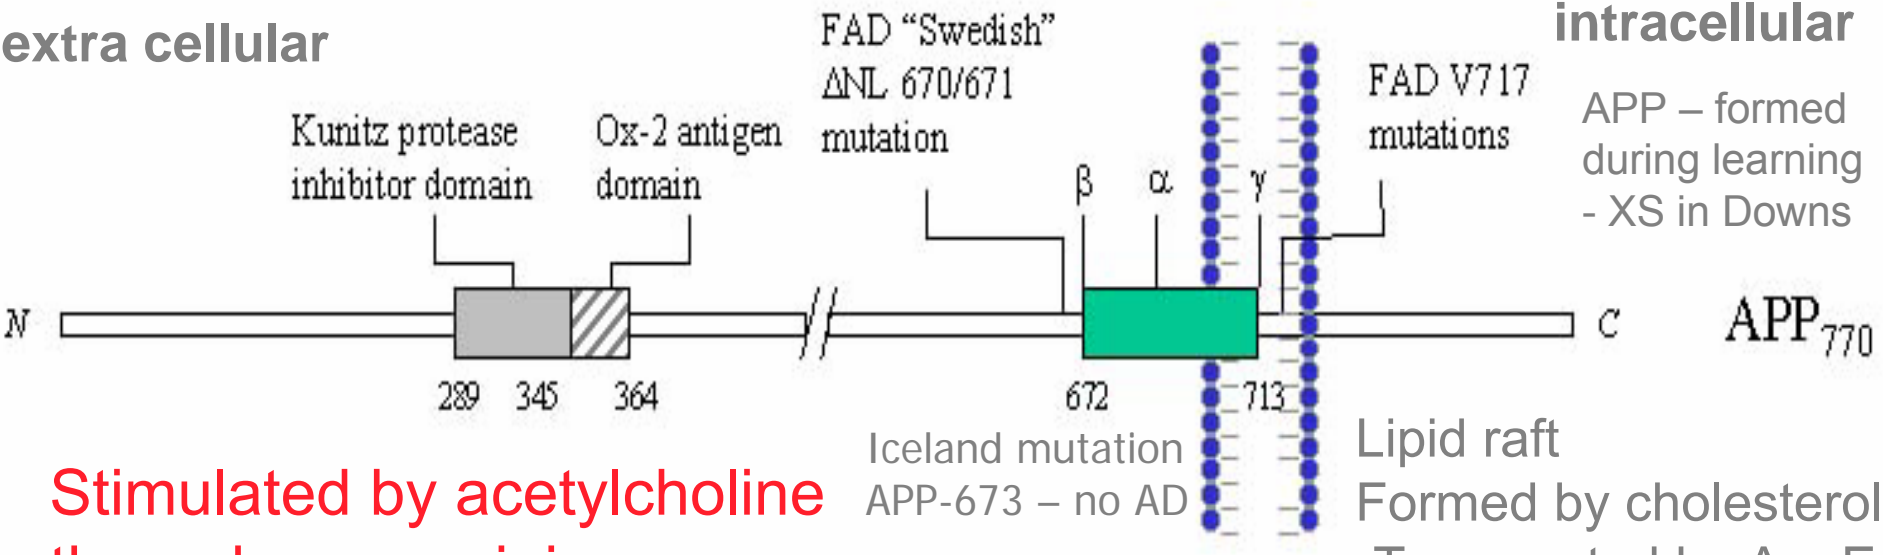 extra cellular
FAD “Swedish”
ΔNL 670/671
mutation
intracellular
FAD V717
mutations
APP – formed
during learning
- XS in Downs
Kunitz protease
inhibitor domain
Ox-2 antigen
domain
β α γ
N
C
APP770
289 345 364
672
713
Iceland mutation
APP-673 – no AD
Lipid raft
Formed by cholesterol
Stimulated by acetylcholine